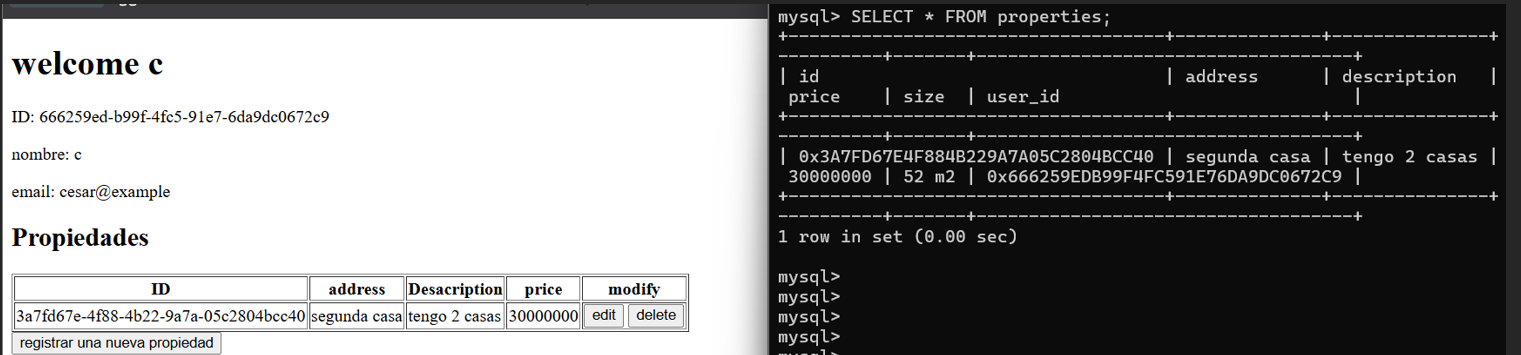 welcome c
ID: 666259ed-b99f-4fc5-91e7-6da9dc0672c9
nombre: c
email: cesar@example
Propiedades
ID address Desacription price modify
3a7fd67e-4f88-4b22-9a7a-05c2804bcc40 segunda casa tengo 2 casas 30000000 edit delete
registrar una nueva propiedad
mysql> SELECT * FROM properties;
+------------------------------------+--------------+---------------+
----------+-------+------------------------------------+
| id | address | description |
price | size | user_id |
+------------------------------------+--------------+---------------+
----------+-------+------------------------------------+
| 0x3A7FD67E4F884B229A7A05C2804BCC40 | segunda casa | tengo 2 casas |
30000000 | 52 m2 | 0x666259EDB99F4FC591E76DA9DC0672C9 |
+------------------------------------+--------------+---------------+
----------+-------+------------------------------------+
1 row in set (0.00 sec)
mysql>
mysql>
mysql>
mysql>
mysql>